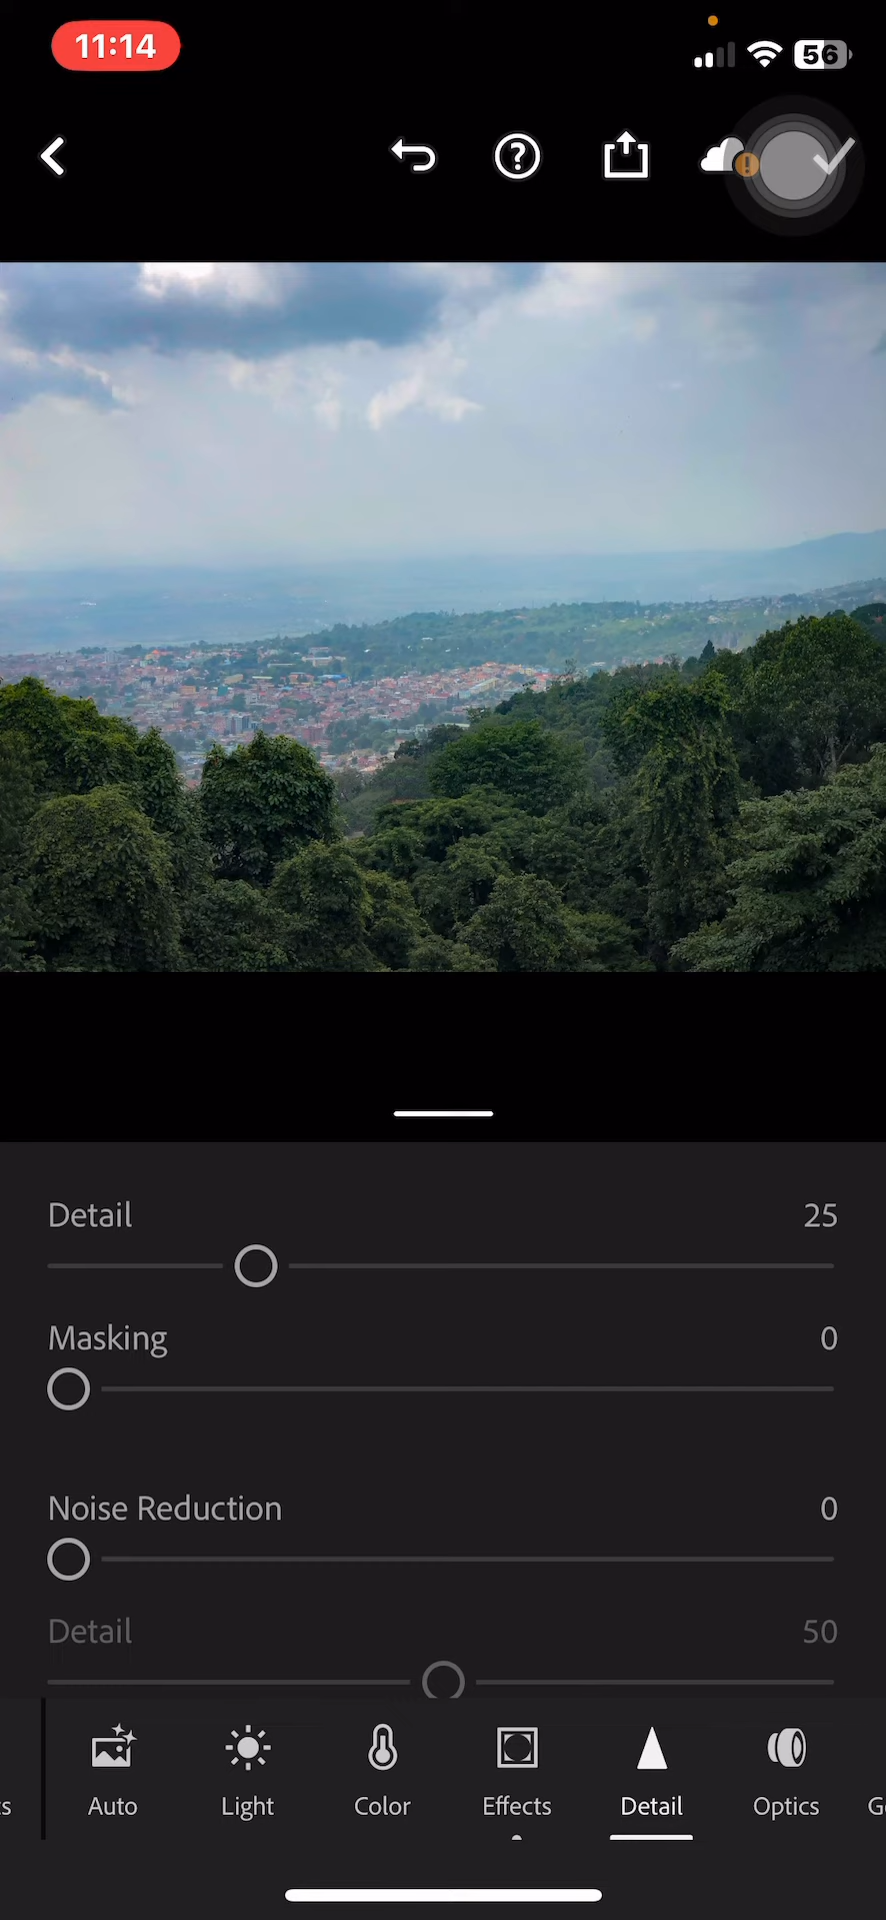 11:14
56
Detail 25
Masking 0
Noise Reduction 0
Detail 50
s Auto Light Color Effects Detail Optics G